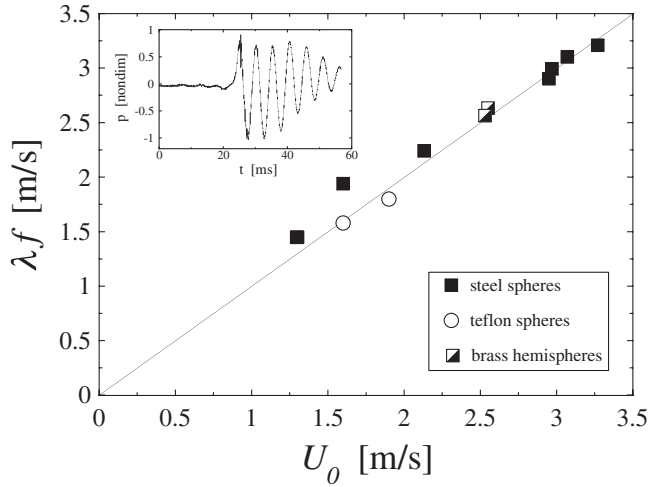 3.5
3
2.5
2
1.5
1
0.5
0
λf [m/s]
1
0.5
0
-0.5
-1
p [nondim]
0 20 40 60
t [ms]
steel spheres
teflon spheres
brass hemispheres
0 0.5 1 1.5 2 2.5 3 3.5
U₀ [m/s]